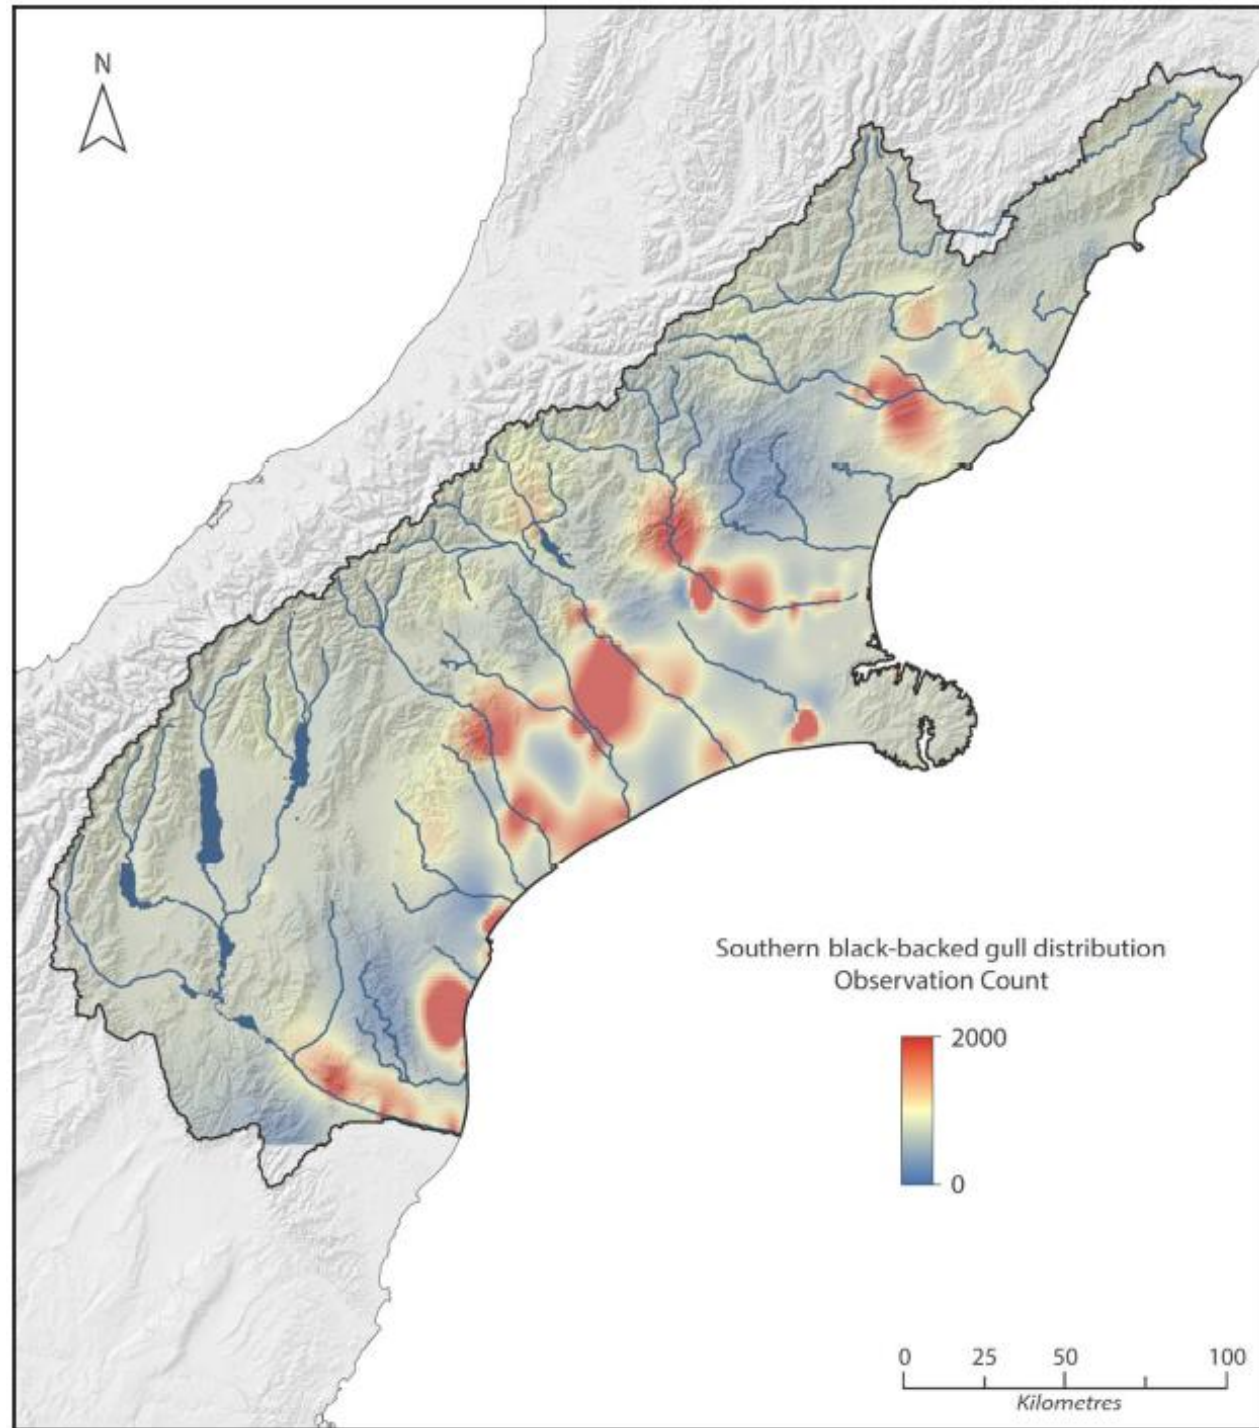 N
Southern black-backed gull distribution
Observation Count
2000
0
0 25 50 100
Kilometres